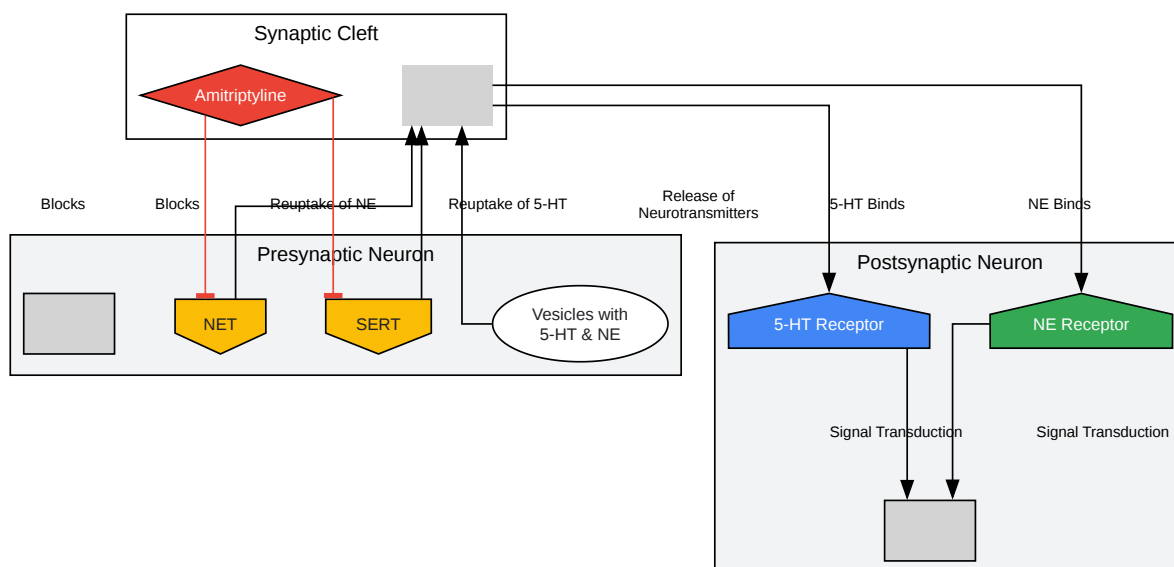 Synaptic Cleft
Amitriptyline
Blocks
Blocks
Reuptake of NE
Reuptake of 5-HT
Release of
Neurotransmitters
5-HT Binds
NE Binds
Presynaptic Neuron
NET
SERT
Vesicles with
5-HT & NE
Postsynaptic Neuron
5-HT Receptor
NE Receptor
Signal Transduction
Signal Transduction